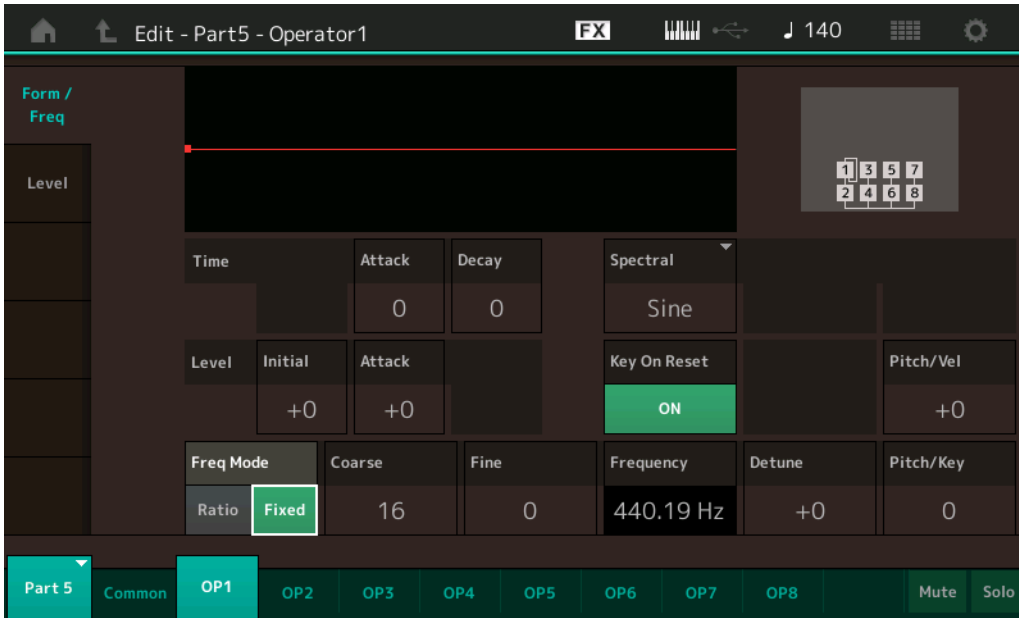 Edit - Part5 - Operator1
FX
♩ 140
Form /
Freq
Level
1 3 5 7
2 4 6 8
Time
Attack
Decay
Spectral
0
0
Sine
Level
Initial
Attack
Key On Reset
Pitch/Vel
+0
+0
ON
+0
Freq Mode
Coarse
Fine
Frequency
Detune
Pitch/Key
Ratio
Fixed
16
0
440.19 Hz
+0
0
Part 5
Common
OP1
OP2
OP3
OP4
OP5
OP6
OP7
OP8
Mute
Solo